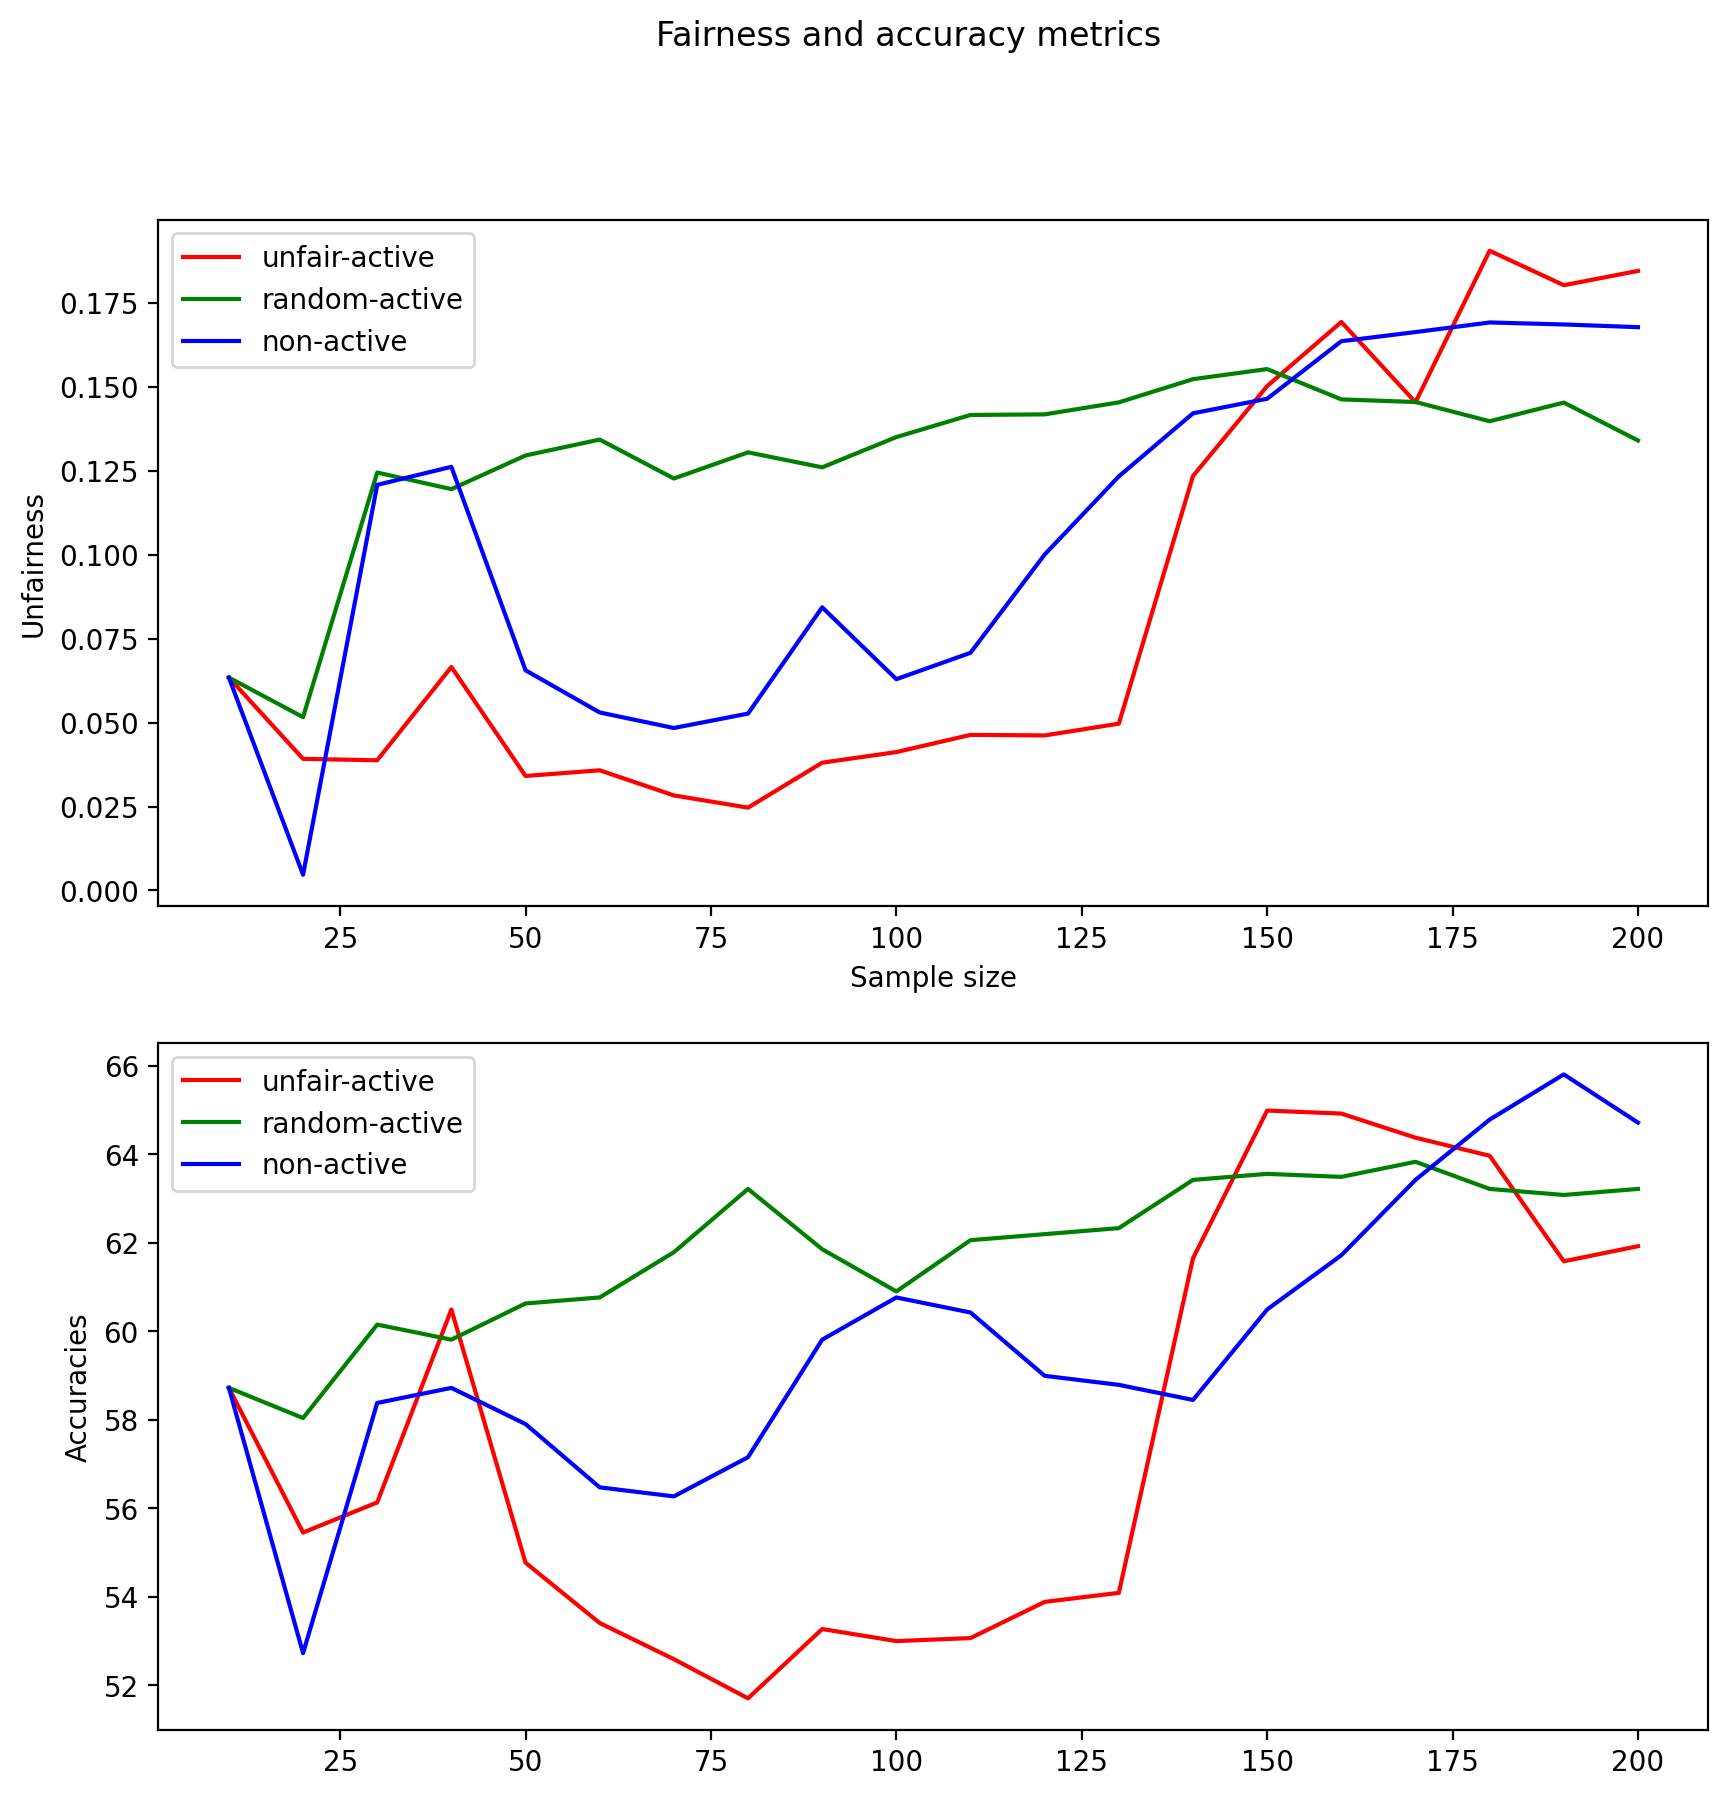 Fairness and accuracy metrics
unfair-active
random-active
non-active
0.175
0.150
0.125
0.100
0.075
0.050
0.025
0.000
Unfairness
25 50 75 100 125 150 175 200
Sample size
unfair-active
random-active
non-active
66
64
62
60
58
56
54
52
Accuracies
25 50 75 100 125 150 175 200